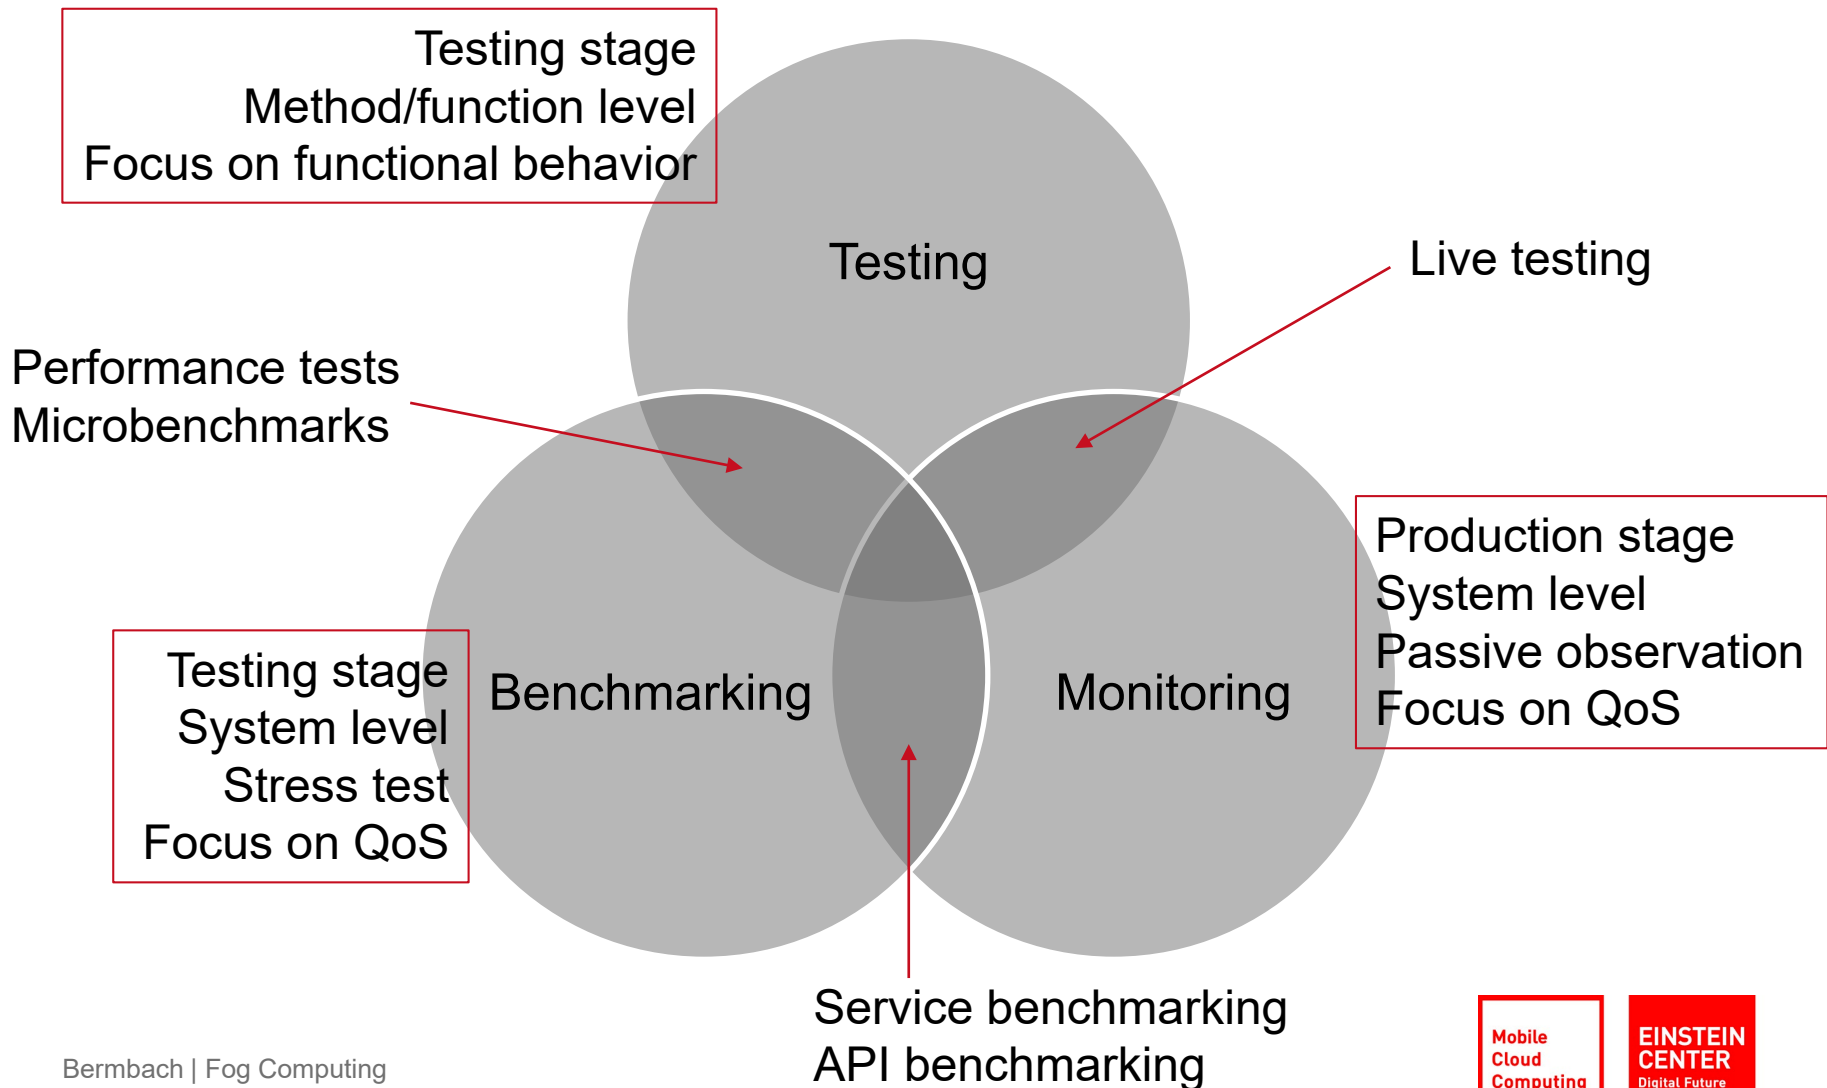 Testing stage
Method/function level
Focus on functional behavior
Testing
Live testing
Performance tests
Microbenchmarks
Production stage
System level
Passive observation
Focus on QoS
Testing stage
System level
Stress test
Focus on QoS
Benchmarking
Monitoring
Service benchmarking
API benchmarking
Bermbach | Fog Computing
Mobile
Cloud
Computing
EINSTEIN
CENTER
Digital Future